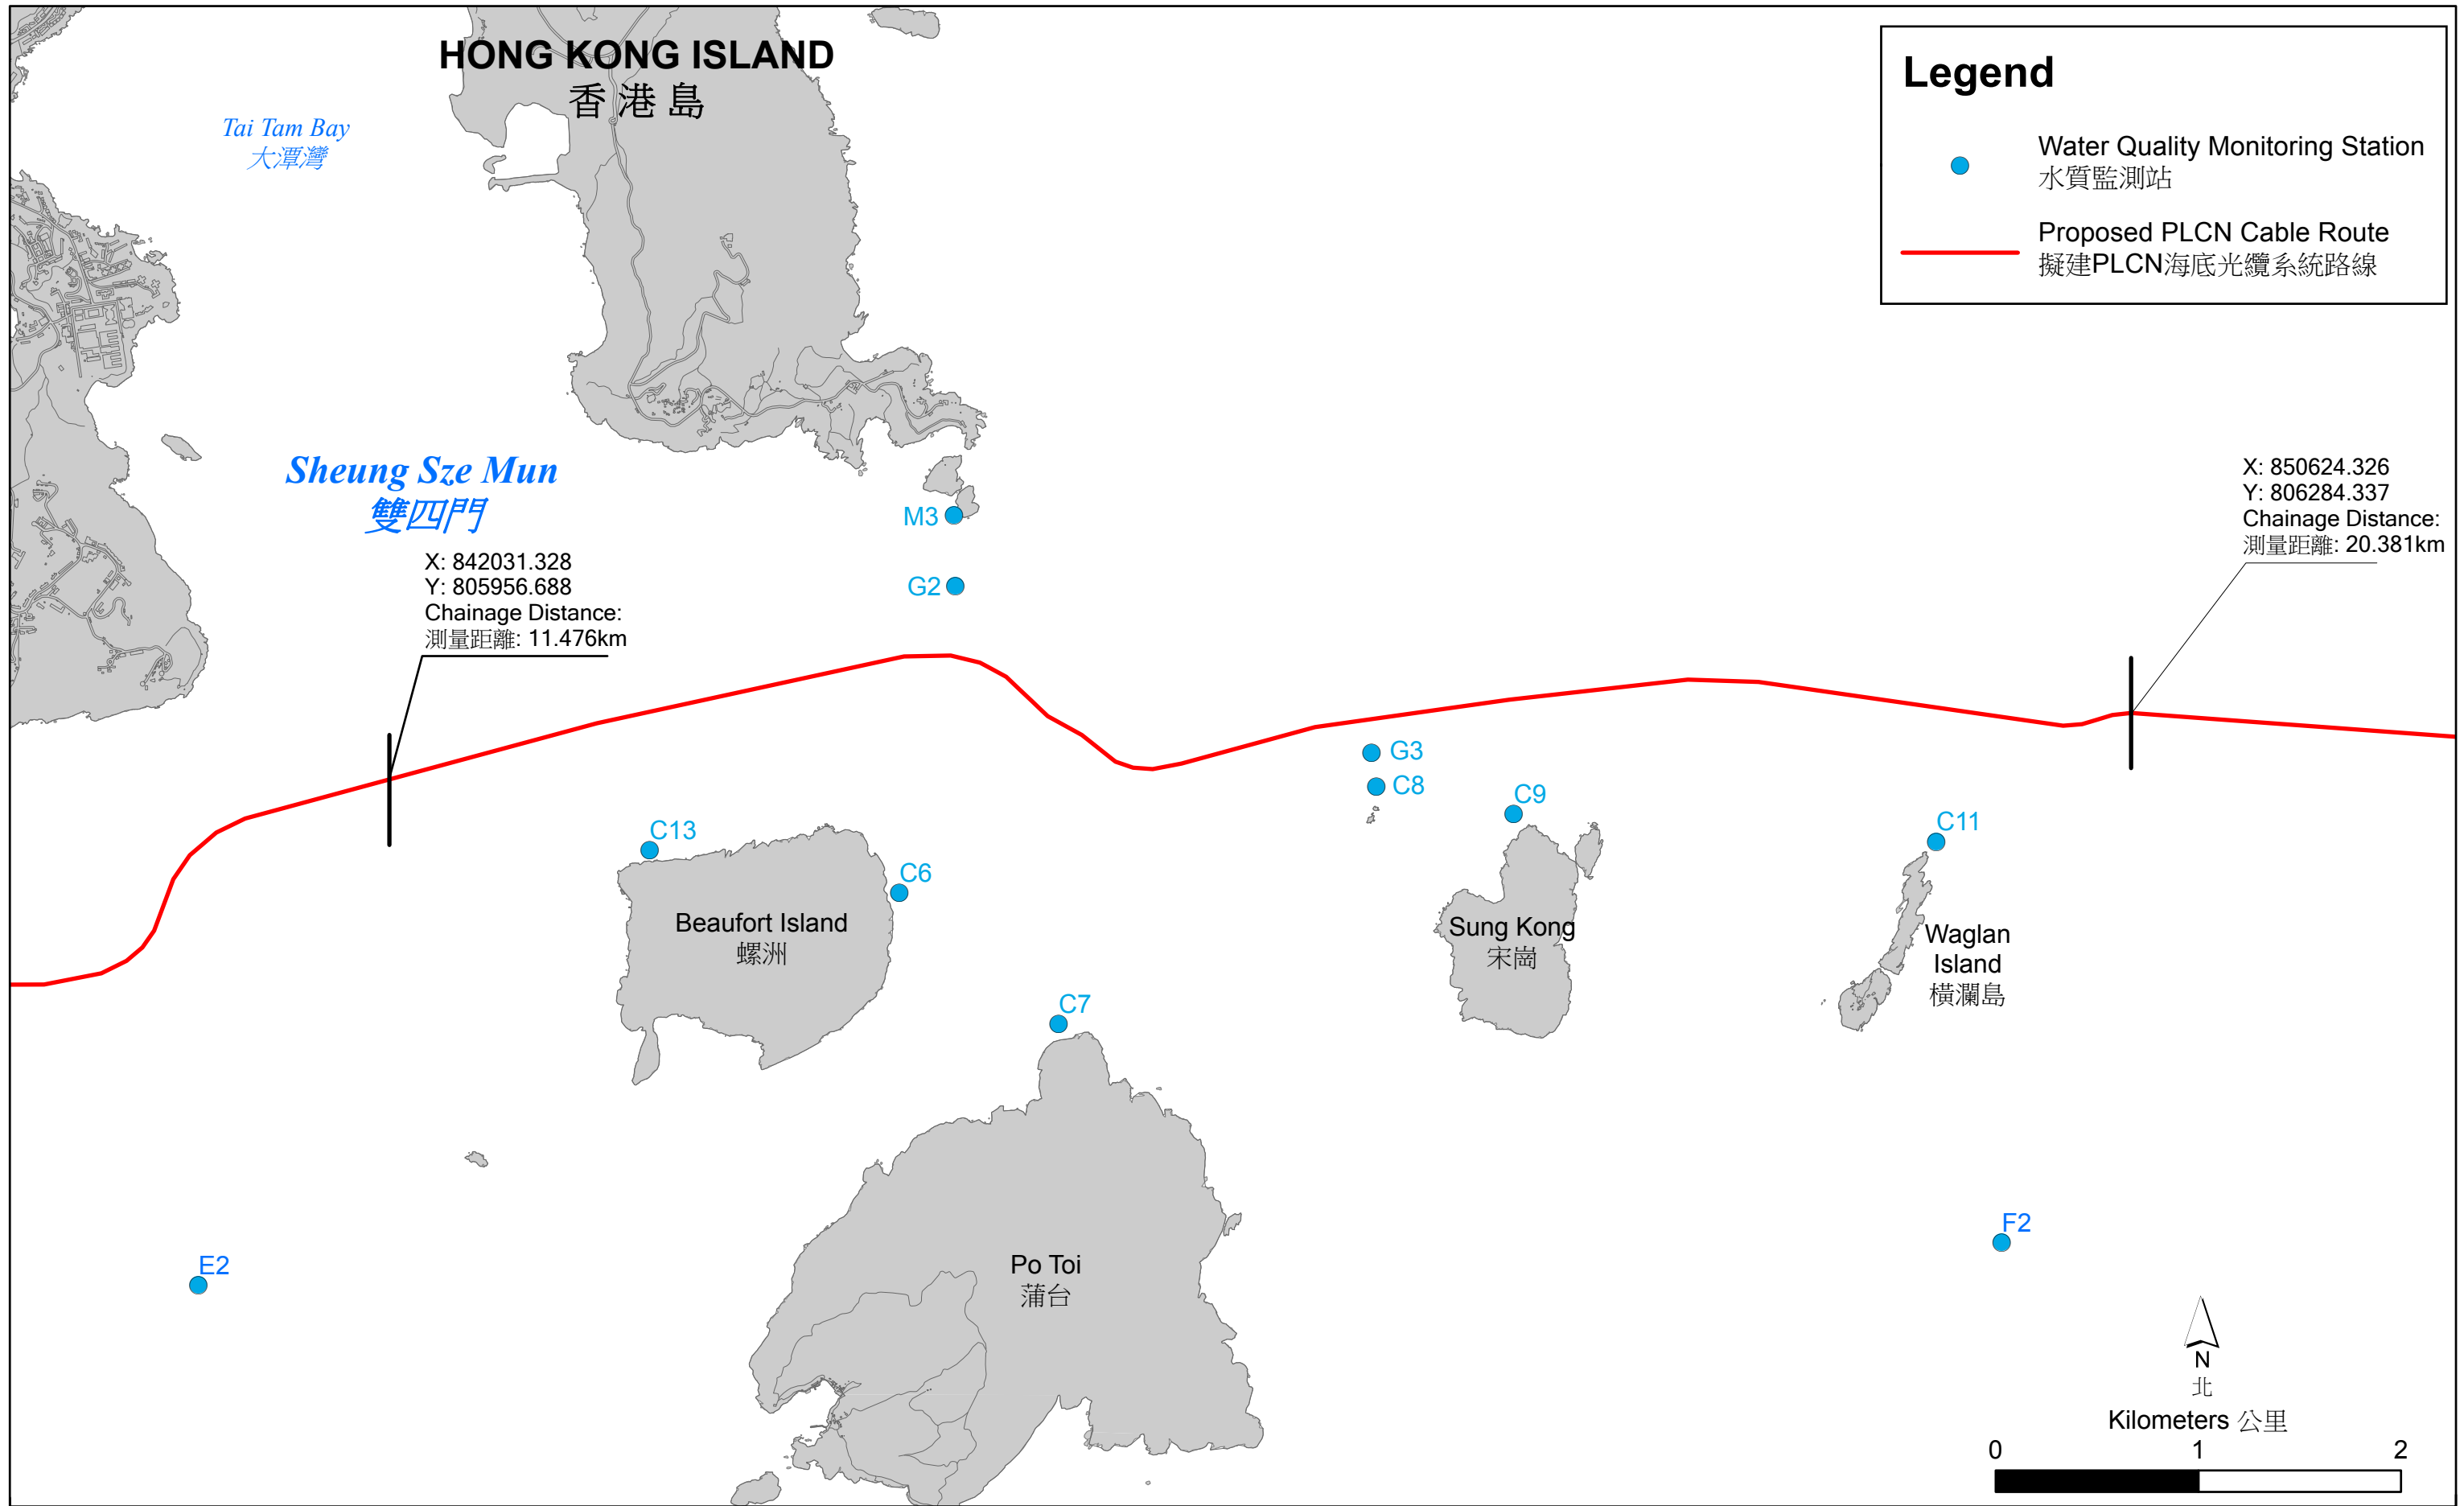 HONG KONG ISLAND
香港島
Tai Tam Bay
大潭灣
Legend
Water Quality Monitoring Station
水質監測站
Proposed PLCN Cable Route
擬建PLCN海底光纜系統路線
Sheung Sze Mun
雙四門
X: 842031.328
Y: 805956.688
Chainage Distance:
測量距離: 11.476km
X: 850624.326
Y: 806284.337
Chainage Distance:
測量距離: 20.381km
M3
G2
G3
C8
C9
C11
C13
C6
Beaufort Island
螺洲
Sung Kong
宋崗
Waglan
Island
橫瀾島
C7
Po Toi
蒲台
E2
F2
N
北
Kilometers 公里
0 1 2